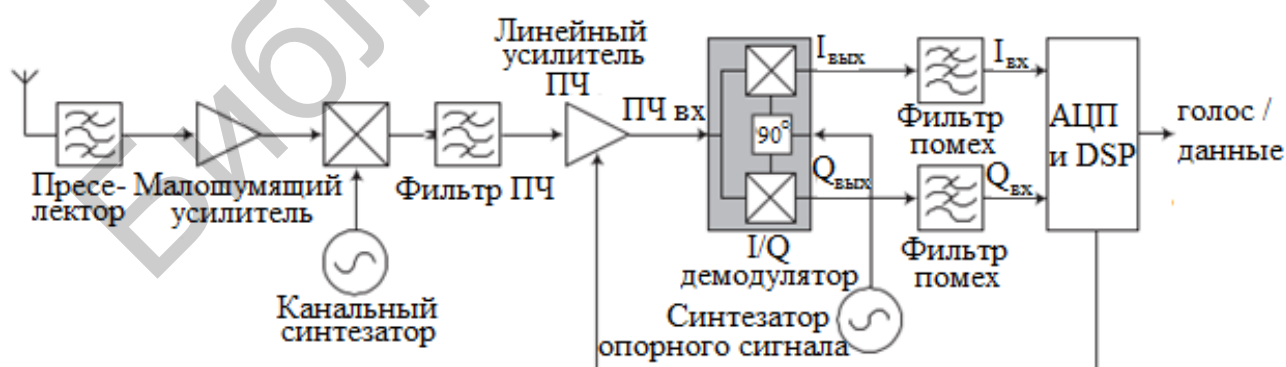 Библ
Пресе-
лектор
Малошумящий
усилитель
Канальный
синтезатор
Фильтр ПЧ
Линейный
усилитель
ПЧ
ПЧ вх
90°
I/Q
демодулятор
Iвых
Qвых
Синтезатор
опорного сигнала
Фильтр
помех
Фильтр
помех
Iвх
Qвх
АЦП
и DSP
голос /
данные